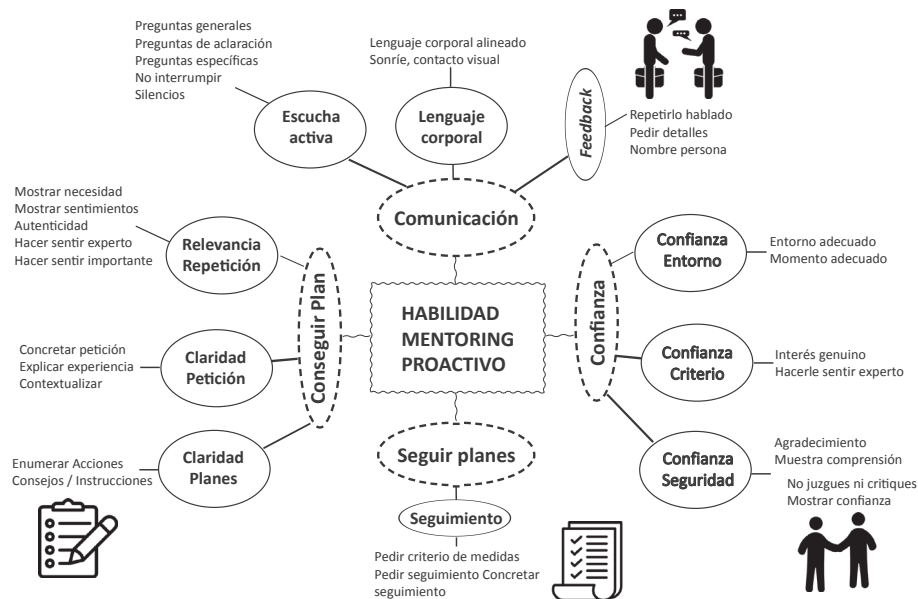 Preguntas generales
Preguntas de aclaración
Preguntas específicas
No interrumpir
Silencios
Escucha
activa
Lenguaje corporal alineado
Sonríe, contacto visual
Lenguaje
corporal
Feedback
Repetirlo hablado
Pedir detalles
Nombre persona
Comunicación
Mostrar necesidad
Mostrar sentimientos
Autenticidad
Hacer sentir experto
Hacer sentir importante
Relevancia
Repetición
Concretar petición
Explicar experiencia
Contextualizar
Claridad
Petición
Enumerar Acciones
Consejos / Instrucciones
Claridad
Planes
Conseguir Plan
HABILIDAD
MENTORING
PROACTIVO
Confianza
Confianza
Entorno
Entorno adecuado
Momento adecuado
Confianza
Criterio
Interés genuino
Hacerle sentir experto
Confianza
Seguridad
Agradecimiento
Muestra comprensión
No juzgues ni critiques
Mostrar confianza
Seguir planes
Seguimiento
Pedir criterio de medidas
Pedir seguimiento Concretar
seguimiento